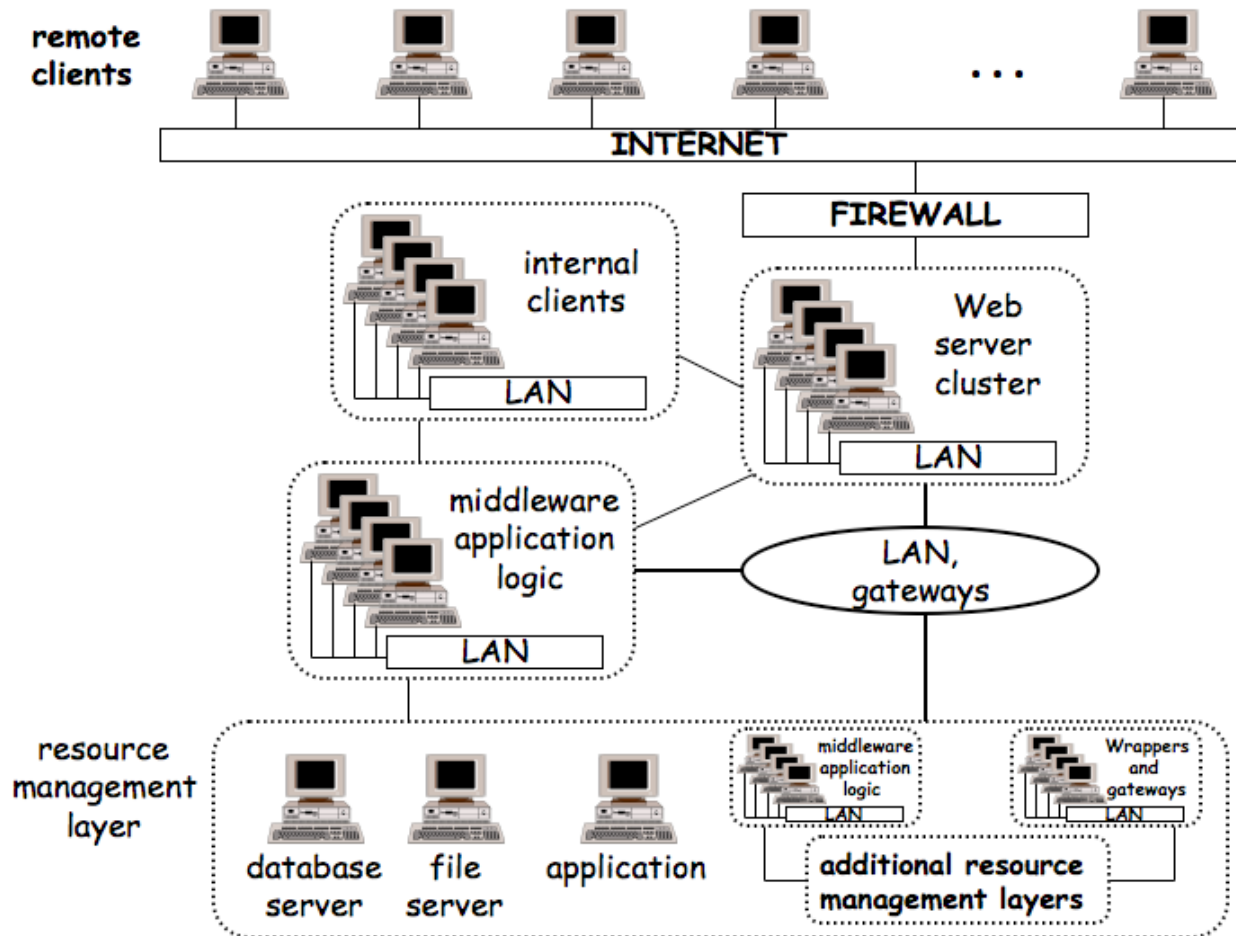 remote
clients
...
INTERNET
FIREWALL
internal
clients
LAN
Web
server
cluster
LAN
middleware
application
logic
LAN
LAN,
gateways
resource
management
layer
database
server
file
server
application
middleware
application
logic
LAN
Wrappers
and
gateways
LAN
additional resource
management layers